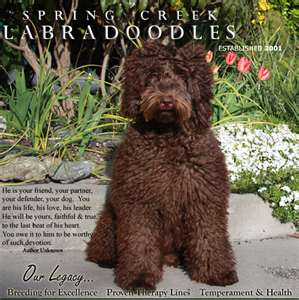 SPRING CREEK
LABRADOODLES
ESTABLISHED 2001
He is your friend, your partner,
your defender, your dog. You
are his life, his love, his leader.
He will be yours, faithful & true,
to the last beat of his heart.
You owe it to him to be worthy
of such devotion.
Author Unknown
Our Legacy...
Breeding for Excellence Proven Therapy Lines Temperament & Health